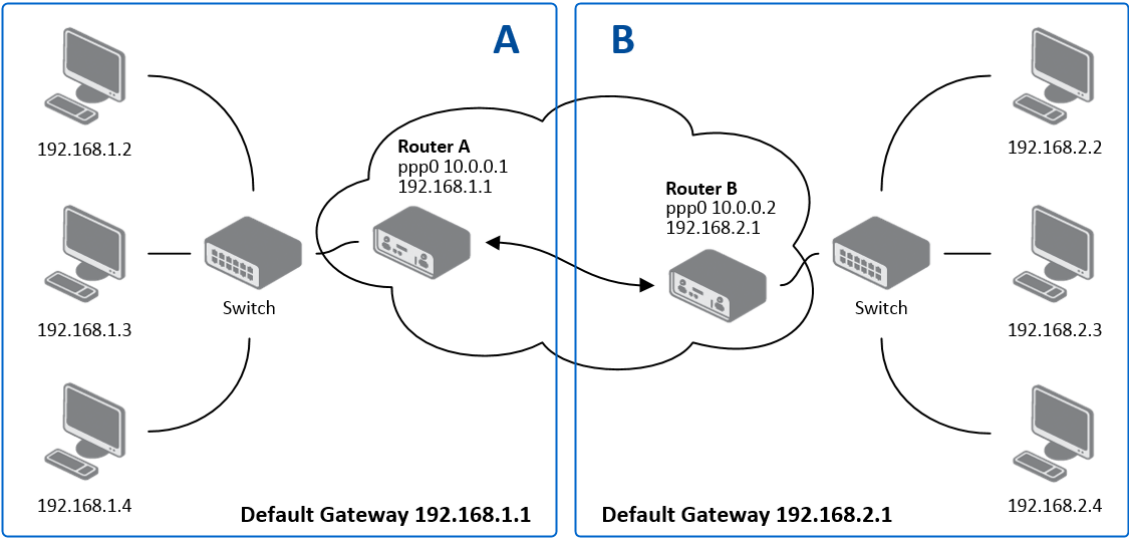 A
B
192.168.1.2
Router A
ppp0 10.0.0.1
192.168.1.1
Router B
ppp0 10.0.0.2
192.168.2.1
192.168.2.2
192.168.1.3
Switch
Switch
192.168.2.3
192.168.1.4
Default Gateway 192.168.1.1
Default Gateway 192.168.2.1
192.168.2.4